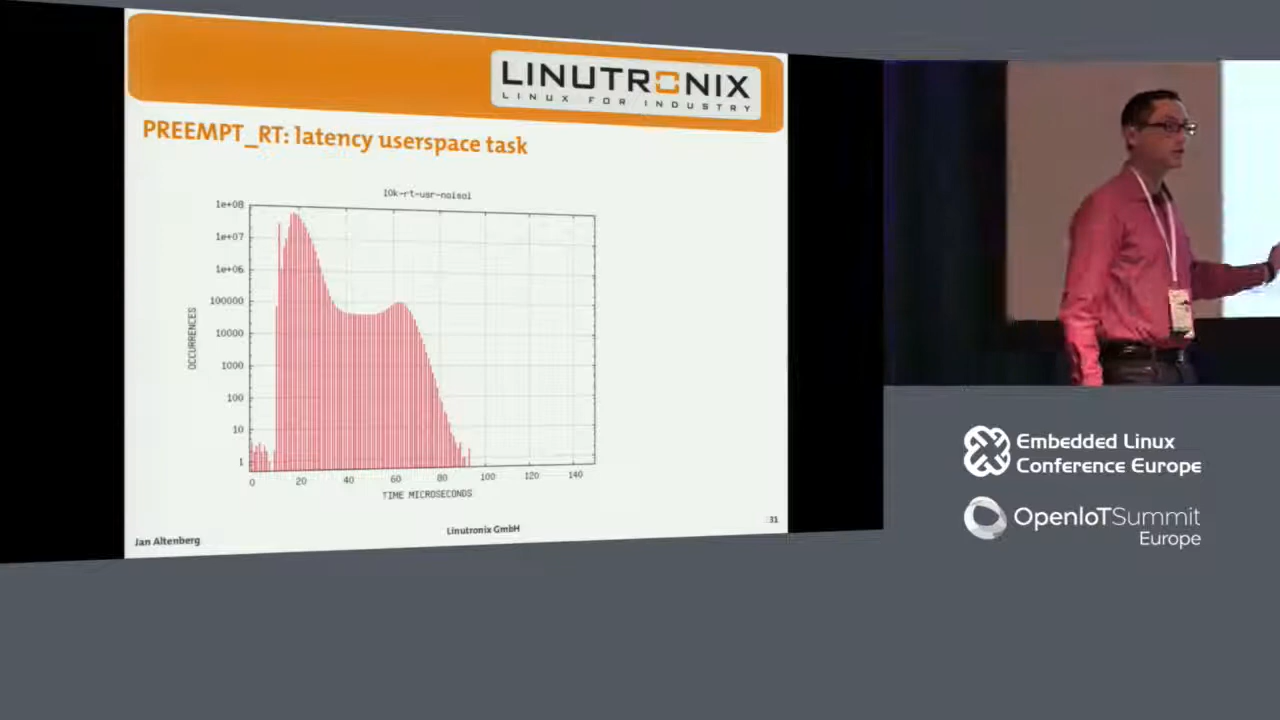 LINUTRONIX
LINUX FOR INDUSTRY
PREEMPT_RT: latency userspace task
10k-rt-usr-noisol
1e+08
1e+07
1e+06
100000
10000
1000
100
10
1
OCCURRENCES
0 20 40 60 80 100 120 140
TIME MICROSECONDS
Jan Altenberg
Linutronix GmbH
31
Embedded Linux
Conference Europe
OpenIoTSummit
Europe